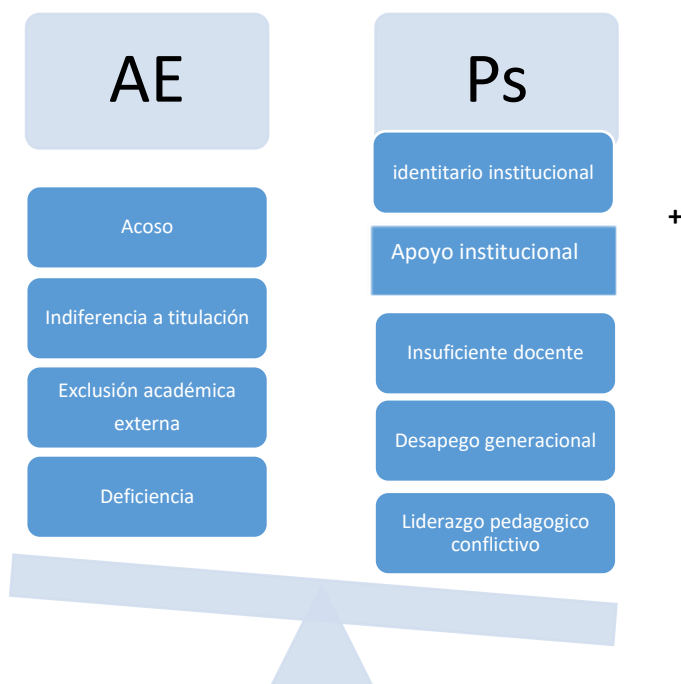 AE
Acoso
Indiferencia a titulación
Exclusión académica
externa
Deficiencia
Ps
identitario institucional
Apoyo institucional
Insuficiente docente
Desapego generacional
Liderazgo pedagogico
conflictivo
+